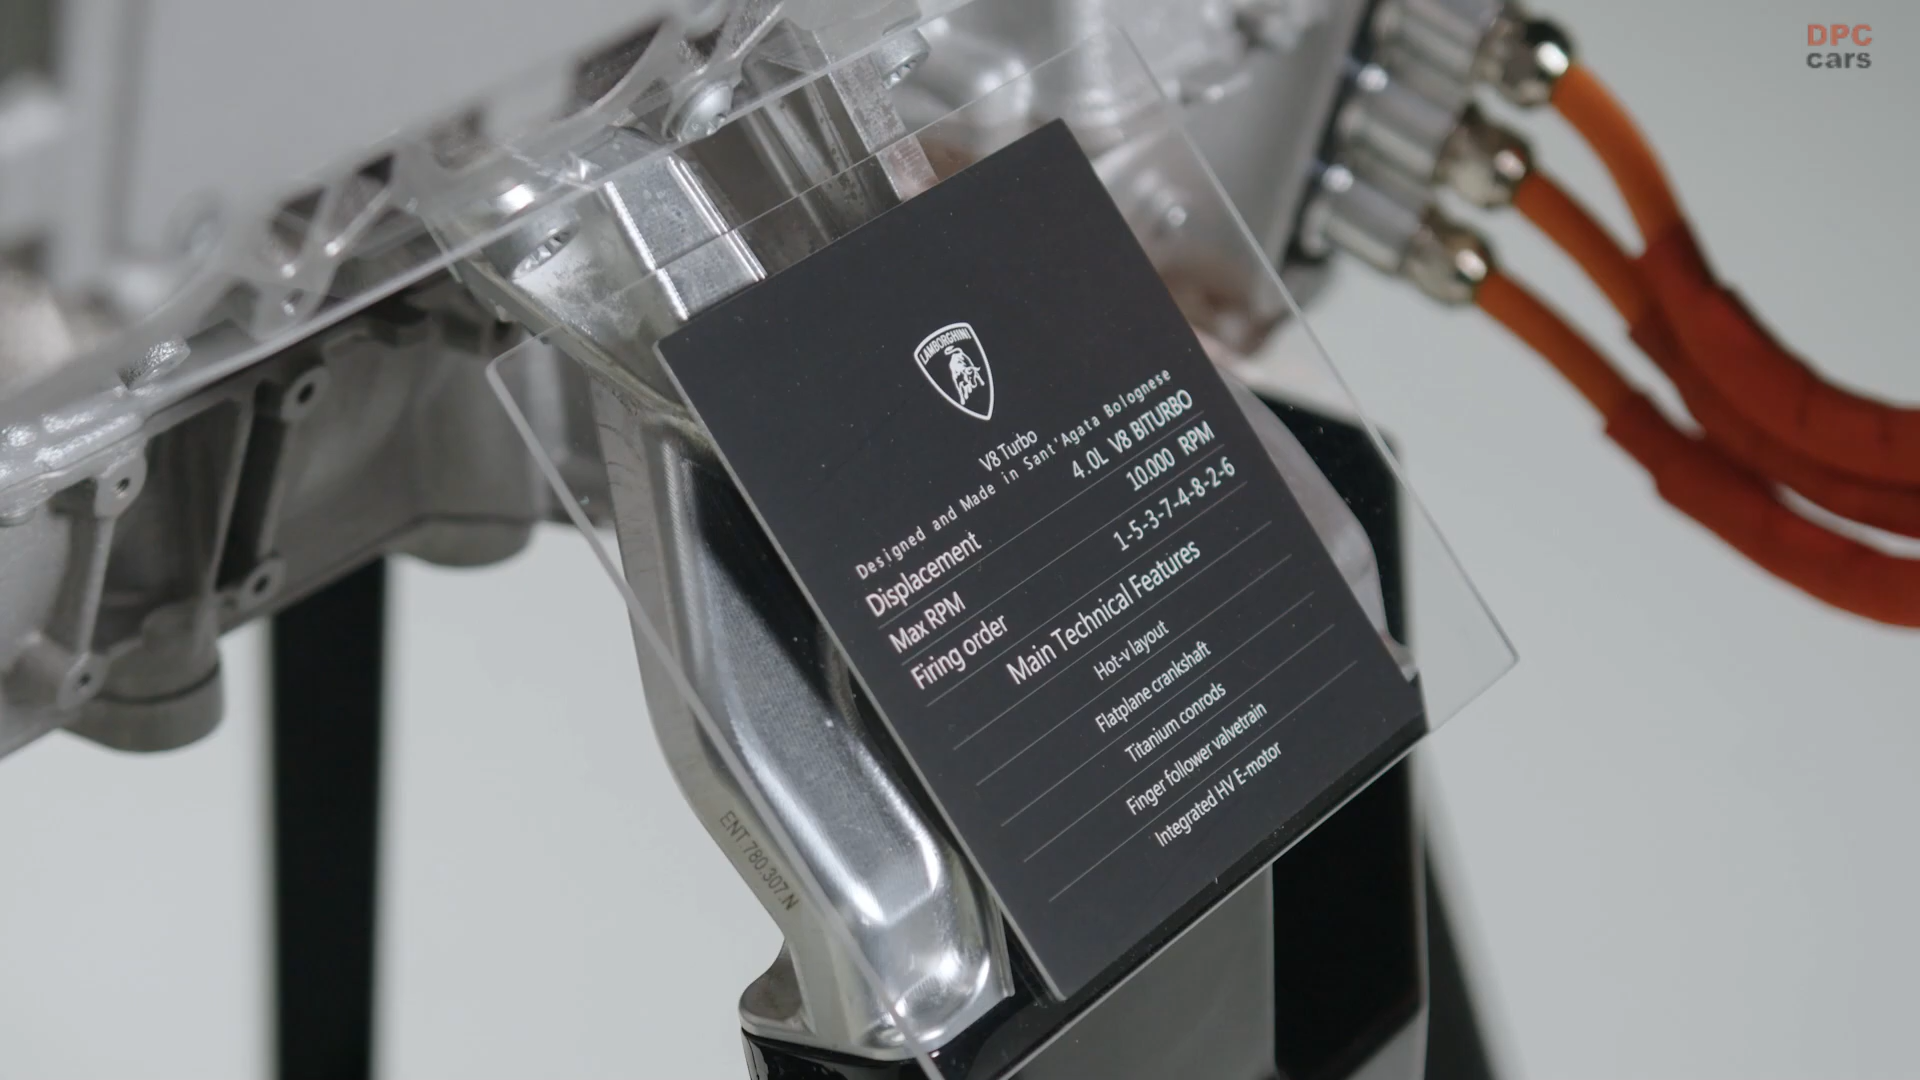 DPC
cars
LAMBORGHINI
V8 Turbo
Designed and Made in Sant'Agata Bolognese
Displacement 4.0L V8 BITURBO
Max RPM 10.000 RPM
Firing order 1-5-3-7-4-8-2-6
Main Technical Features
Hot-v layout
Flatplane crankshaft
Titanium conrods
Finger follower valvetrain
Integrated HV E-motor
ENT 780.307.N